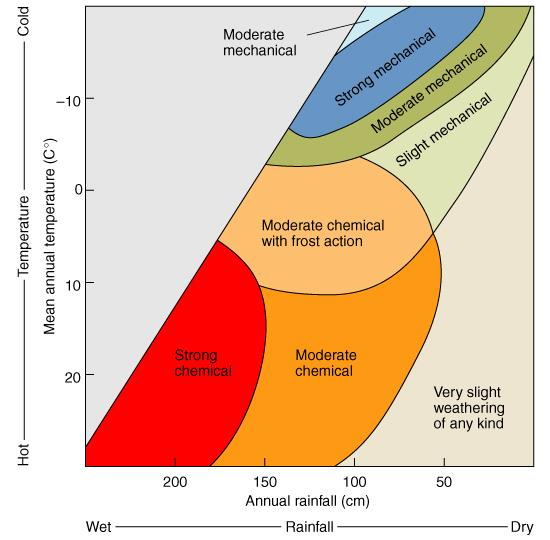 Cold
Moderate
mechanical
Strong mechanical
Moderate mechanical
Slight mechanical
–10
0
10
20
Mean annual temperature (C°)
Temperature
Hot
Moderate chemical
with frost action
Strong
chemical
Moderate
chemical
Very slight
weathering
of any kind
200
150
100
50
Annual rainfall (cm)
Wet
Rainfall
Dry